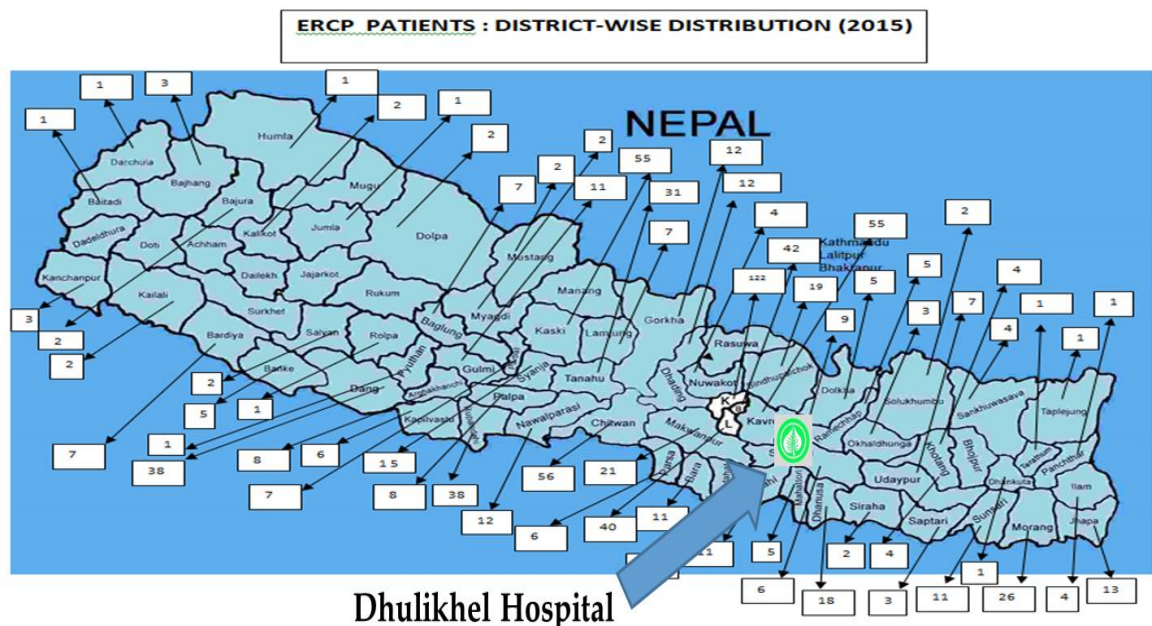 ERCP PATIENTS : DISTRICT-WISE DISTRIBUTION (2015)
NEPAL
1
3
1
2
1
2
1
7
2
2
11
55
31
7
12
12
4
42
122
19
55
5
5
9
3
2
7
4
4
1
1
1
Kathmandu
Lalitpur
Bhaktapur
Humla
Darchula
Bajhang
Mugu
Baitadi
Bajura
Dadeldhura
Doti
Achham
Kalikot
Jumla
Dolpa
Mustang
Kanchanpur
Kailali
Dailekh
Jajarkot
Surkhet
Rukum
Manang
Bardiya
Salyan
Rolpa
Baglung
Myagdi
Kaski
Lamjung
Gorkha
Rasuwa
Banke
Dang
Pyuthan
Gulmi
Syanja
Tanahu
Dhading
Nuwakot
Sindhupalchok
Dolkha
Arghakhanchi
Palpa
Kapilvastu
Nawalparasi
Chitwan
Makwanpur
K
B
L
Kavr
Ramechhap
Solukhumbu
Sankhuwasava
Taplejung
Okhaldhunga
Khotang
Bhojpur
Terathum
Panchthar
Dhankuta
Ilam
Udaypur
Parsa
Bara
Dhanusa
Siraha
Saptari
Sunsari
Morang
Jhapa
3
2
2
7
2
5
1
1
38
8
6
7
15
8
38
12
56
21
6
40
11
11
5
6
18
2
4
3
11
1
26
4
13
Dhulikhel Hospital